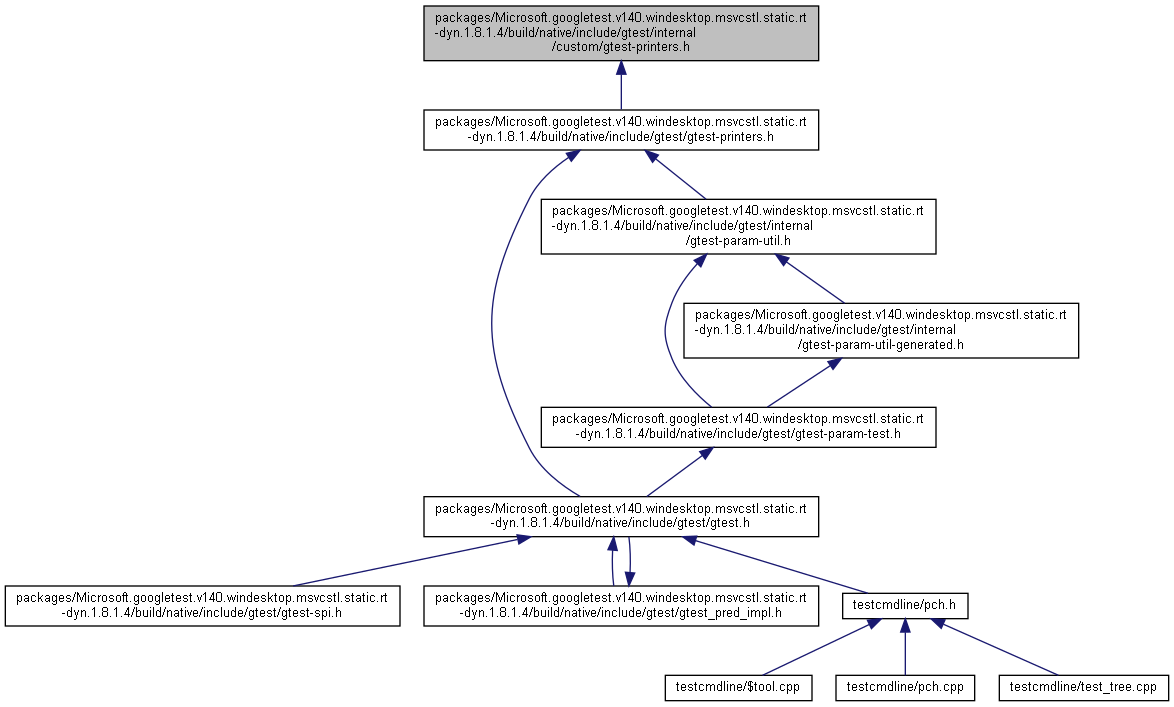 packages/Microsoft.googletest.v140.windesktop.msvcstl.static.rt
-dyn.1.8.1.4/build/native/include/gtest/internal
/custom/gtest-printers.h
packages/Microsoft.googletest.v140.windesktop.msvcstl.static.rt
-dyn.1.8.1.4/build/native/include/gtest/gtest-printers.h
packages/Microsoft.googletest.v140.windesktop.msvcstl.static.rt
-dyn.1.8.1.4/build/native/include/gtest/internal
/gtest-param-util.h
packages/Microsoft.googletest.v140.windesktop.msvcstl.static.rt
-dyn.1.8.1.4/build/native/include/gtest/internal
/gtest-param-util-generated.h
packages/Microsoft.googletest.v140.windesktop.msvcstl.static.rt
-dyn.1.8.1.4/build/native/include/gtest/gtest-param-test.h
packages/Microsoft.googletest.v140.windesktop.msvcstl.static.rt
-dyn.1.8.1.4/build/native/include/gtest/gtest.h
packages/Microsoft.googletest.v140.windesktop.msvcstl.static.rt
-dyn.1.8.1.4/build/native/include/gtest/gtest-spi.h
packages/Microsoft.googletest.v140.windesktop.msvcstl.static.rt
-dyn.1.8.1.4/build/native/include/gtest/gtest_pred_impl.h
testcmdline/pch.h
testcmdline/$tool.cpp
testcmdline/pch.cpp
testcmdline/test_tree.cpp